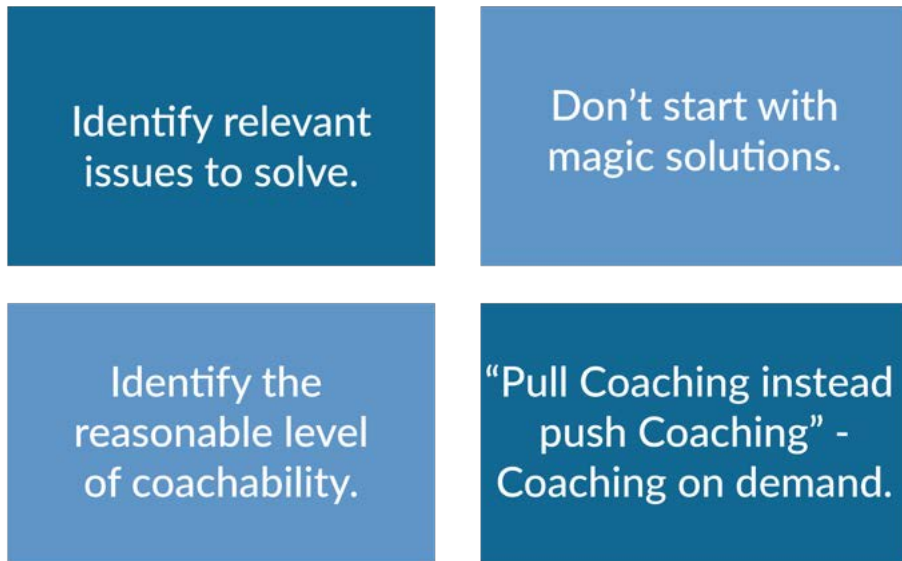 Identify relevant
issues to solve.
Don’t start with
magic solutions.
Identify the
reasonable level
of coachability.
“Pull Coaching instead
push Coaching” -
Coaching on demand.